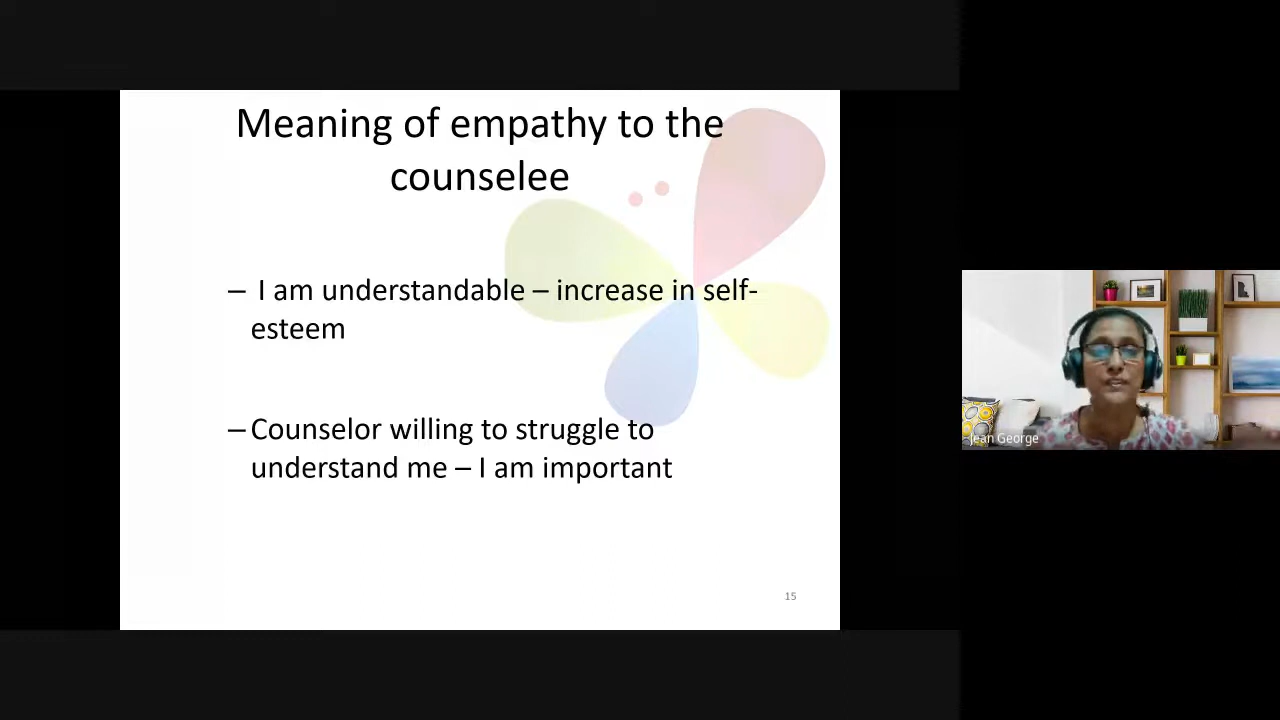 Meaning of empathy to the
counselee
– I am understandable – increase in self-
esteem
– Counselor willing to struggle to
understand me – I am important
15
Jean George